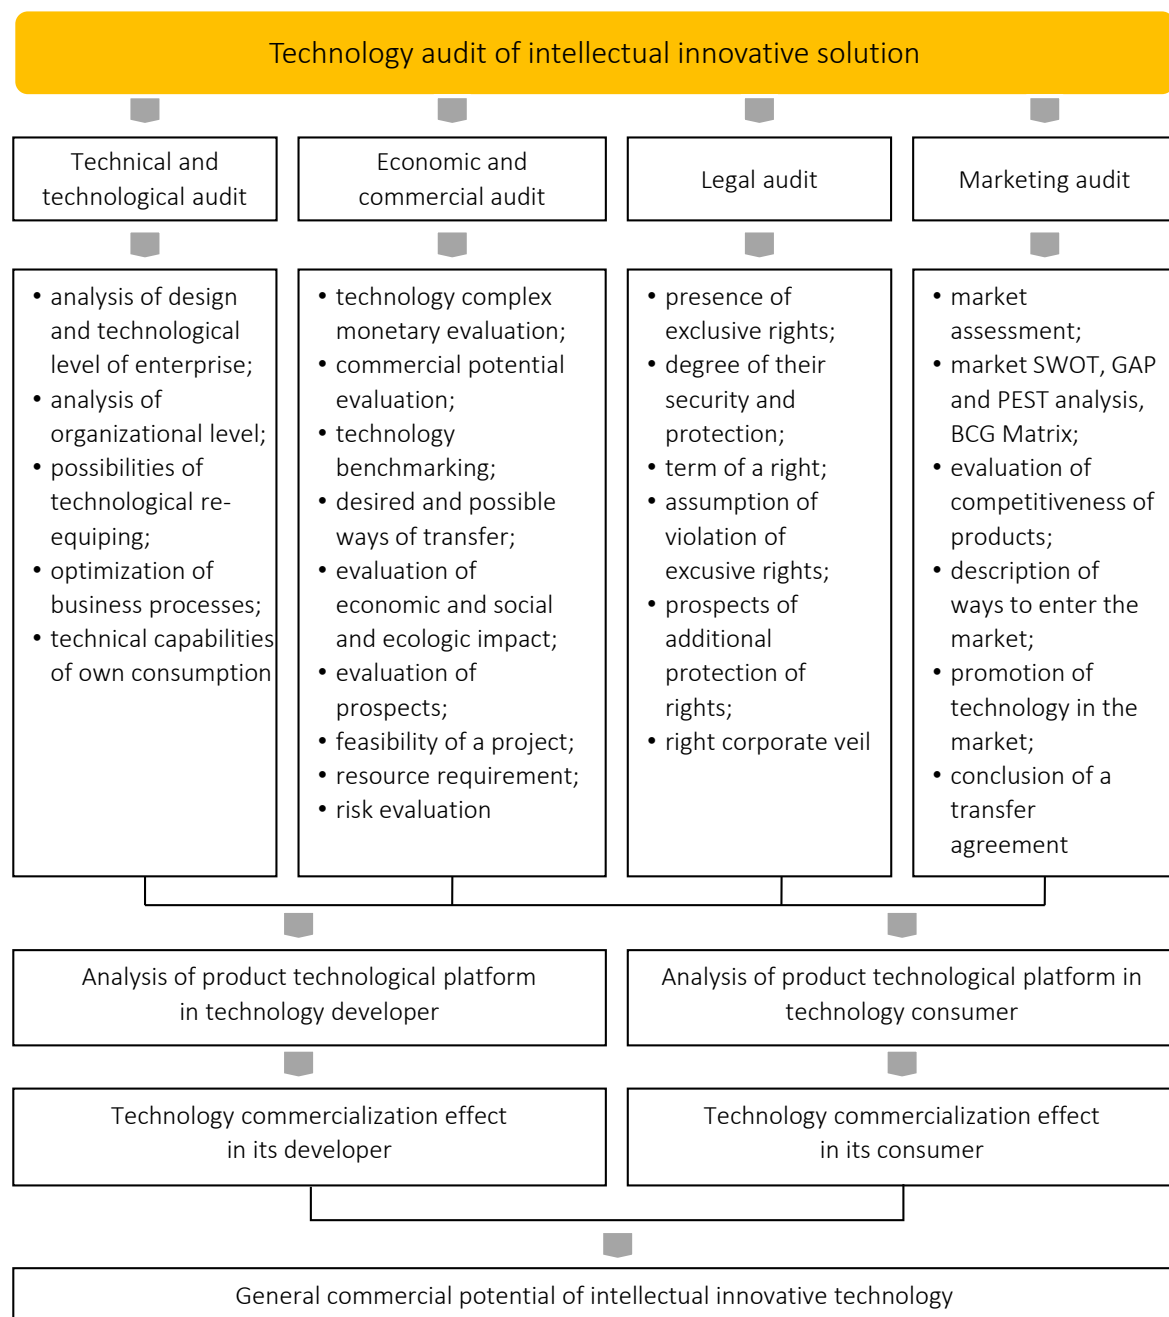 Technology audit of intellectual innovative solution
Technical and
technological audit
Economic and
commercial audit
Legal audit
Marketing audit
• analysis of design
and technological
level of enterprise;
• analysis of
organizational level;
• possibilities of
technological re-
equiping;
• optimization of
business processes;
• technical capabilities
of own consumption
• technology complex
monetary evaluation;
• commercial potential
evaluation;
• technology
benchmarking;
• desired and possible
ways of transfer;
• evaluation of
economic and social
and ecologic impact;
• evaluation of
prospects;
• feasibility of a project;
• resource requirement;
• risk evaluation
• presence of
exclusive rights;
• degree of their
security and
protection;
• term of a right;
• assumption of
violation of
excusive rights;
• prospects of
additional
protection of
rights;
• right corporate veil
• market
assessment;
• market SWOT, GAP
and PEST analysis,
BCG Matrix;
• evaluation of
competitiveness of
products;
• description of
ways to enter the
market;
• promotion of
technology in the
market;
• conclusion of a
transfer
agreement
Analysis of product technological platform
in technology developer
Analysis of product technological platform in
technology consumer
Technology commercialization effect
in its developer
Technology commercialization effect
in its consumer
General commercial potential of intellectual innovative technology